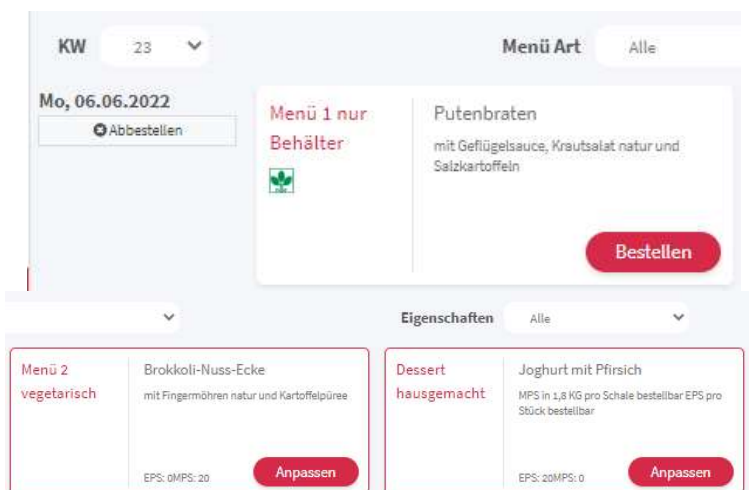 KW 23 Menü Art Alle
Mo, 06.06.2022
Abbestellen
Menü 1 nur
Behälter
Putenbraten
mit Geflügelsauce, Krautsalat natur und
Salzkartoffeln
Bestellen
Eigenschaften Alle
Menü 2
vegetarisch
Brokkoli-Nuss-Ecke
mit Fingermöhren natur und Kartoffelpüree
EPS: 0MPS: 20
Anpassen
Dessert
hausgemacht
Joghurt mit Pfirsich
MPS in 1,8 KG pro Schale bestellbar EPS pro
Stück bestellbar
EPS: 20MPS: 0
Anpassen